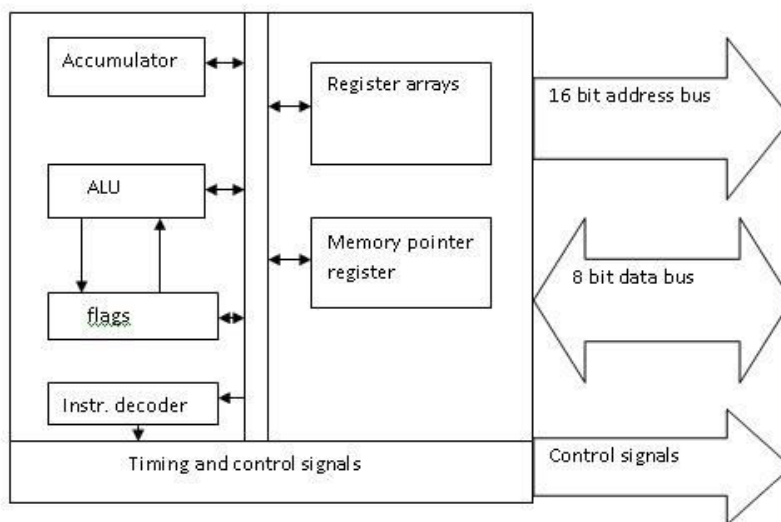 Accumulator
Register arrays
16 bit address bus
ALU
Memory pointer
register
8 bit data bus
flags
Instr. decoder
Timing and control signals
Control signals